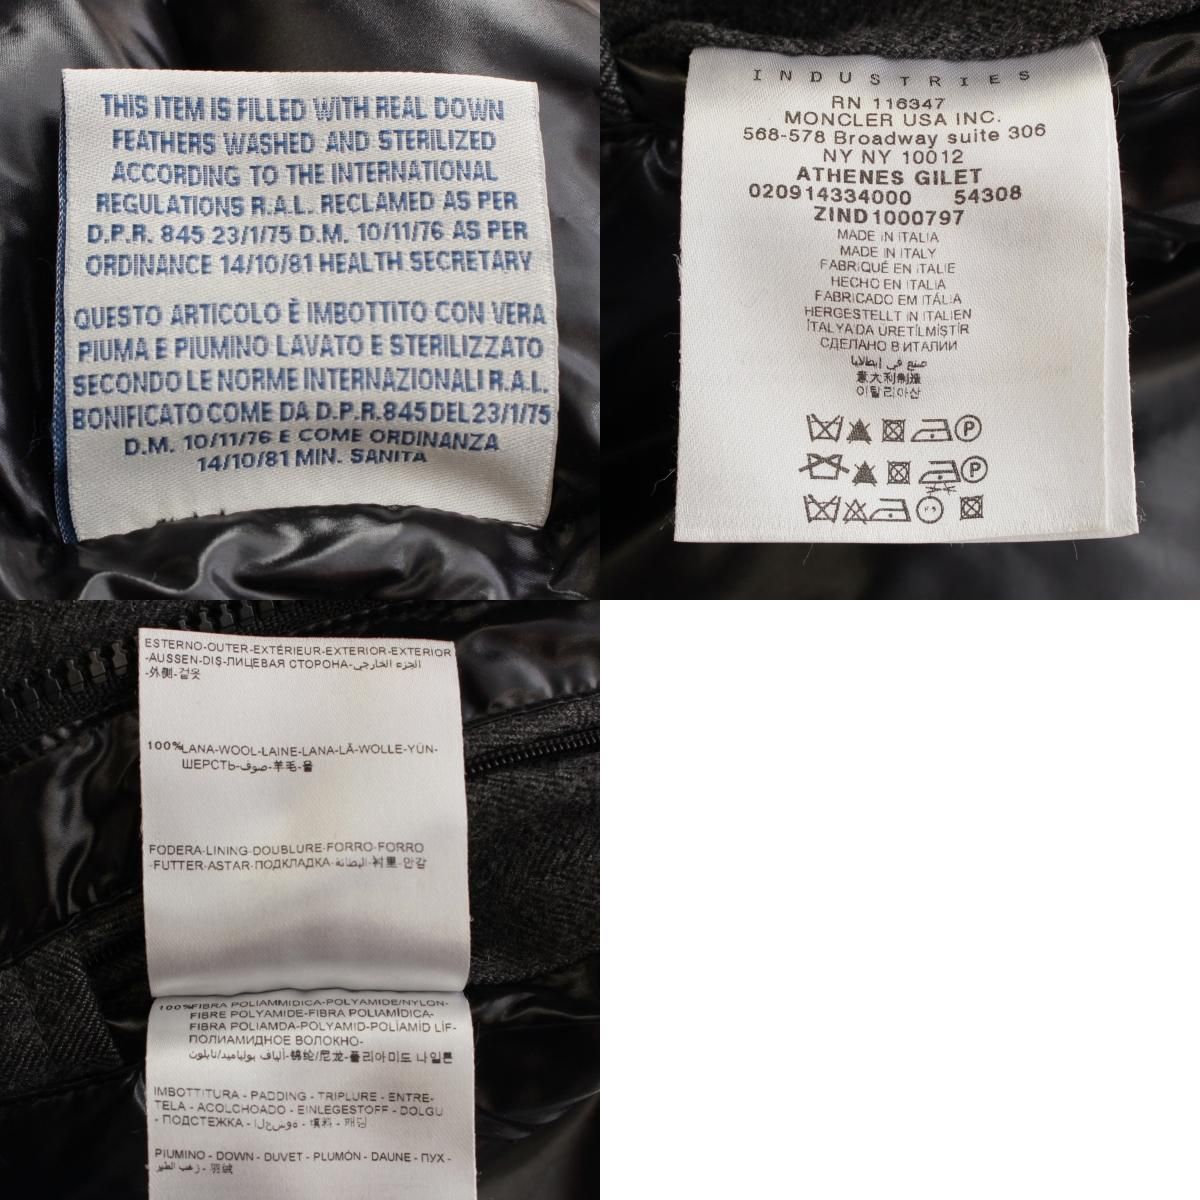 THIS ITEM IS FILLED WITH REAL DOWN
FEATHERS WASHED AND STERILIZED
ACCORDING TO THE INTERNATIONAL
REGULATIONS R.A.L. RECLAMED AS PER
D.P.R. 845 23/1/75 D.M. 10/11/76 AS PER
ORDINANCE 14/10/81 HEALTH SECRETARY
QUESTO ARTICOLO È IMBOTTITO CON VERA
PIUMA E PIUMINO LAVATO E STERILIZZATO
SECONDO LE NORME INTERNAZIONALI R.A.L.
BONIFICATO COME DA D.P.R. 845 DEL 23/1/75
D.M. 10/11/76 E COME ORDINANZA
14/10/81 MIN. SANITA
INDUSTRIES
RN 116347
MONCLER USA INC.
568-578 Broadway suite 306
NY NY 10012
ATHENES GILET
020914334000 54308
ZIND1000797
MADE IN ITALIA
MADE IN ITALY
FABRIQUÉ EN ITALIE
HECHO EN ITALIA
FABRICADO EM ITÁLIA
HERGESTELLT IN ITALIEN
İTALYA'DA ÜRETİLMİŞTİR
СДЕЛАНО В ИТАЛИИ
صنع في إيطاليا
意大利制造
이탈리아산
ESTERNO-OUTER-EXTÉRIEUR-EXTERIOR-EXTERIOR
-AUSSEN-DIŞ-ЛИЦЕВАЯ СТОРОНА-الجزء الخارجي
-外側-겉옷
100%LANA-WOOL-LAINE-LANA-LÃ-WOLLE-YÜN-
ШЕРСТЬ-صوف-羊毛-울
FODERA-LINING-DOUBLURE-FORRO-FORRO
-FUTTER-ASTAR-ПОДКЛАДКА-البطانة-衬里-안감
100%FIBRA POLIAMMIDICA-POLYAMIDE/NYLON-
FIBRE POLYAMIDE-FIBRA POLIAMÍDICA-
FIBRA POLIAMDA-POLYAMID-POLİAMİD LİF-
ПОЛИАМИДНОЕ ВОЛОКНО-
ألياف بولياميد/نايلون-锦纶/尼龙-폴리아미드 나일론
IMBOTTITURA - PADDING - TRIPLURE - ENTRE-
TELA - ACOLCHOADO - EINLEGESTOFF - DOLGU
- ПОДСТЕЖКА - - 填料 - 패딩
PIUMINO - DOWN - DUVET - PLUMÓN - DAUNE - ПУХ -
زغب الطير - 羽绒